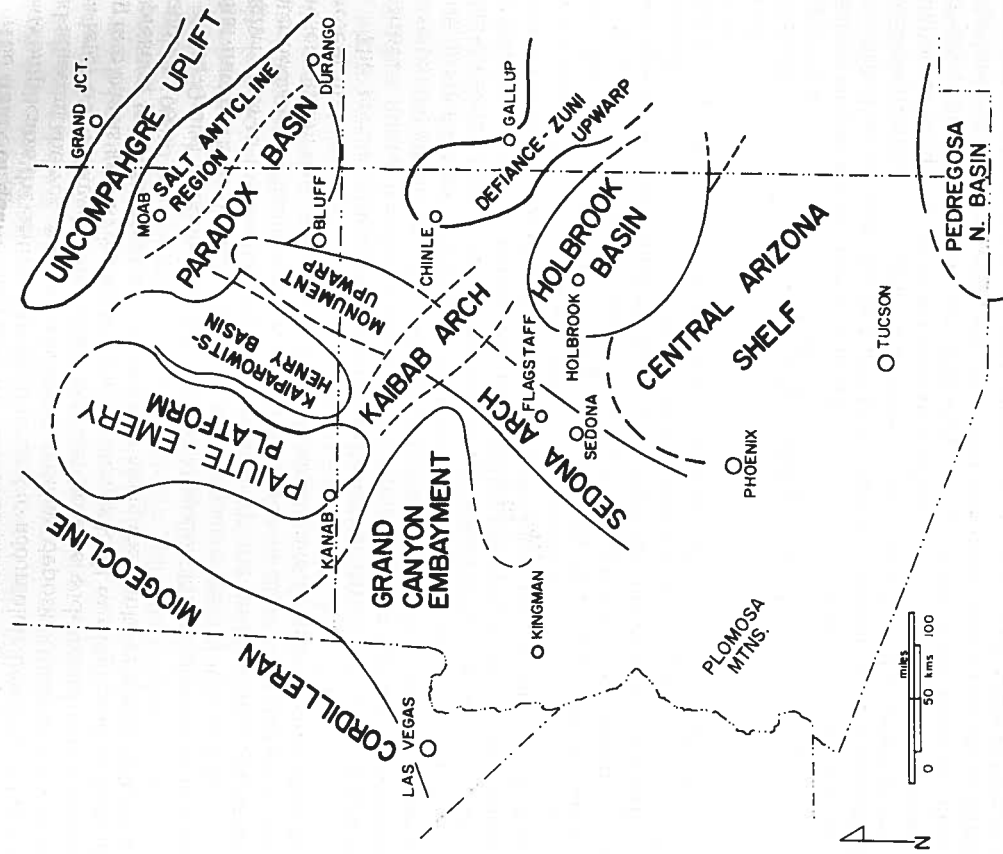 GRAND JCT.
UNCOMPAHGRE UPLIFT
MOAB
SALT ANTICLINE
REGION
DURANGO
PARADOX BASIN
BLUFF
MONUMENT
UPWARP
KAIPAROWITS-
HENRY BASIN
PAIUTE - EMERY
PLATFORM
KANAB
MIOGEOCLINE
CORDILLERAN
LAS VEGAS
GRAND
CANYON
EMBAYMENT
KINGMAN
KAIBAB ARCH
CHINLE
GALLUP
DEFIANCE - ZUNI
UPWARP
FLAGSTAFF
SEDONA ARCH
SEDONA
HOLBROOK
HOLBROOK
BASIN
CENTRAL ARIZONA
SHELF
PHOENIX
PLOMOSA
MTNS.
TUCSON
PEDREGOSA
N. BASIN
miles
0 50 100
kms
N